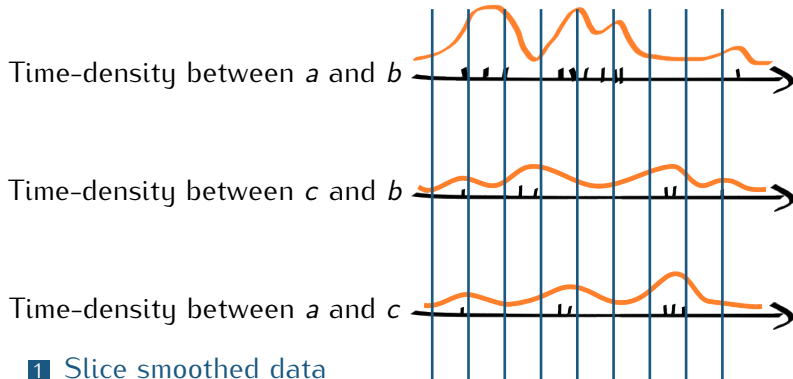 Time-density between a and b
Time-density between c and b
Time-density between a and c
1 Slice smoothed data